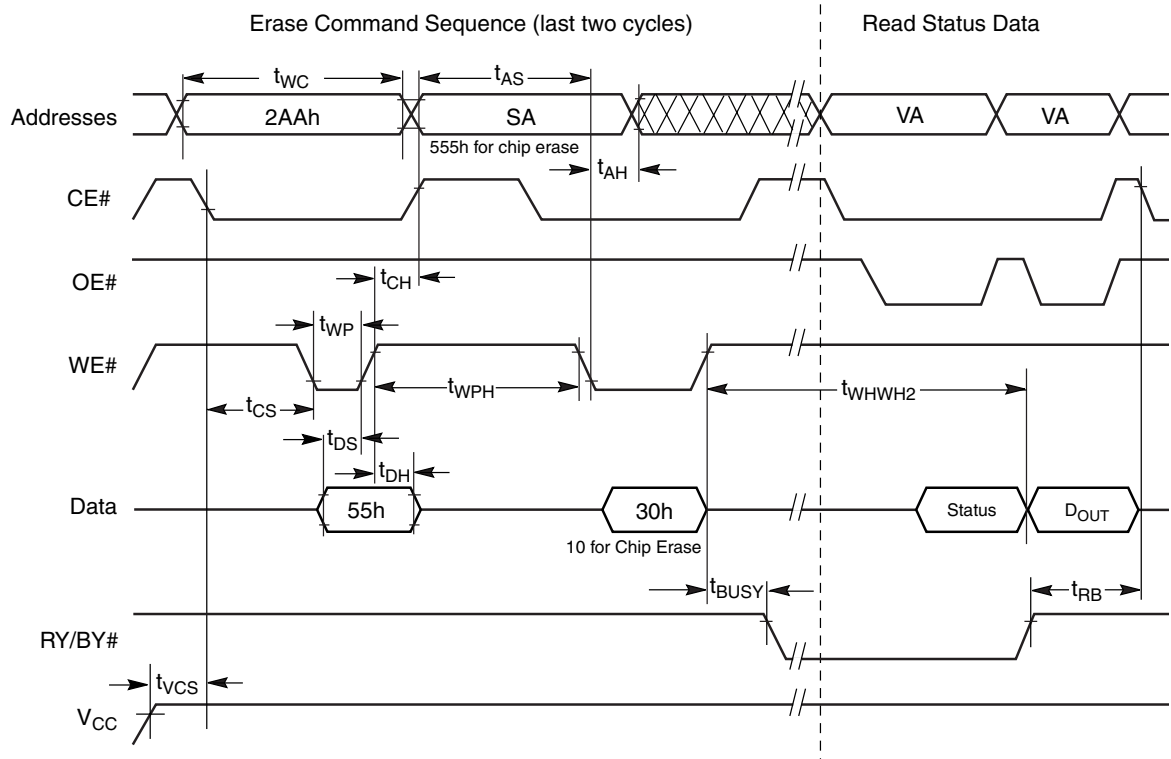 Erase Command Sequence (last two cycles)
Read Status Data
tWC
tAS
Addresses
2AAh
SA
VA
VA
555h for chip erase
tAH
CE#
OE#
tCH
tWP
WE#
tWPH
tWHWH2
tCS
tDS
tDH
Data
55h
30h
Status
DOUT
10 for Chip Erase
tBUSY
tRB
RY/BY#
tVCS
VCC